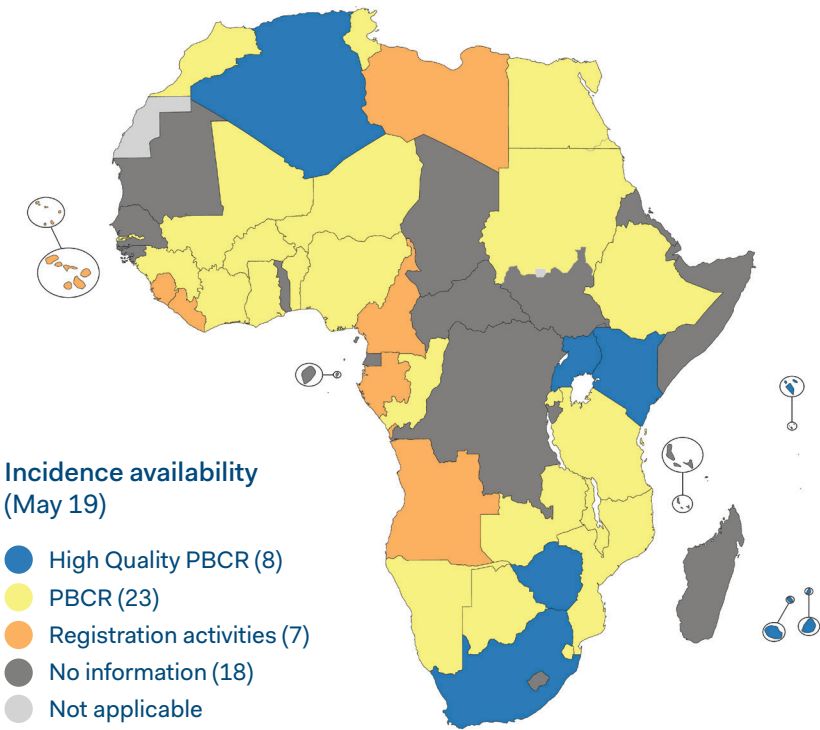 Incidence availability
(May 19)
High Quality PBCR (8)
PBCR (23)
Registration activities (7)
No information (18)
Not applicable